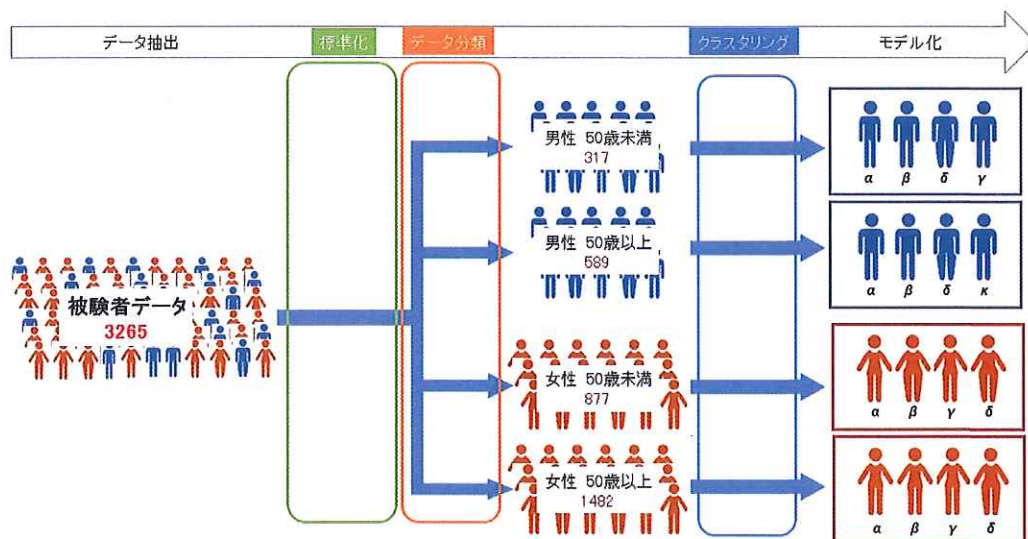 データ抽出 標準化 データ分類 クラスタリング モデル化
被験者データ
3265
男性 50歳未満
317
α β δ γ
男性 50歳以上
589
α β δ κ
女性 50歳未満
877
α β γ δ
女性 50歳以上
1482
α β γ δ